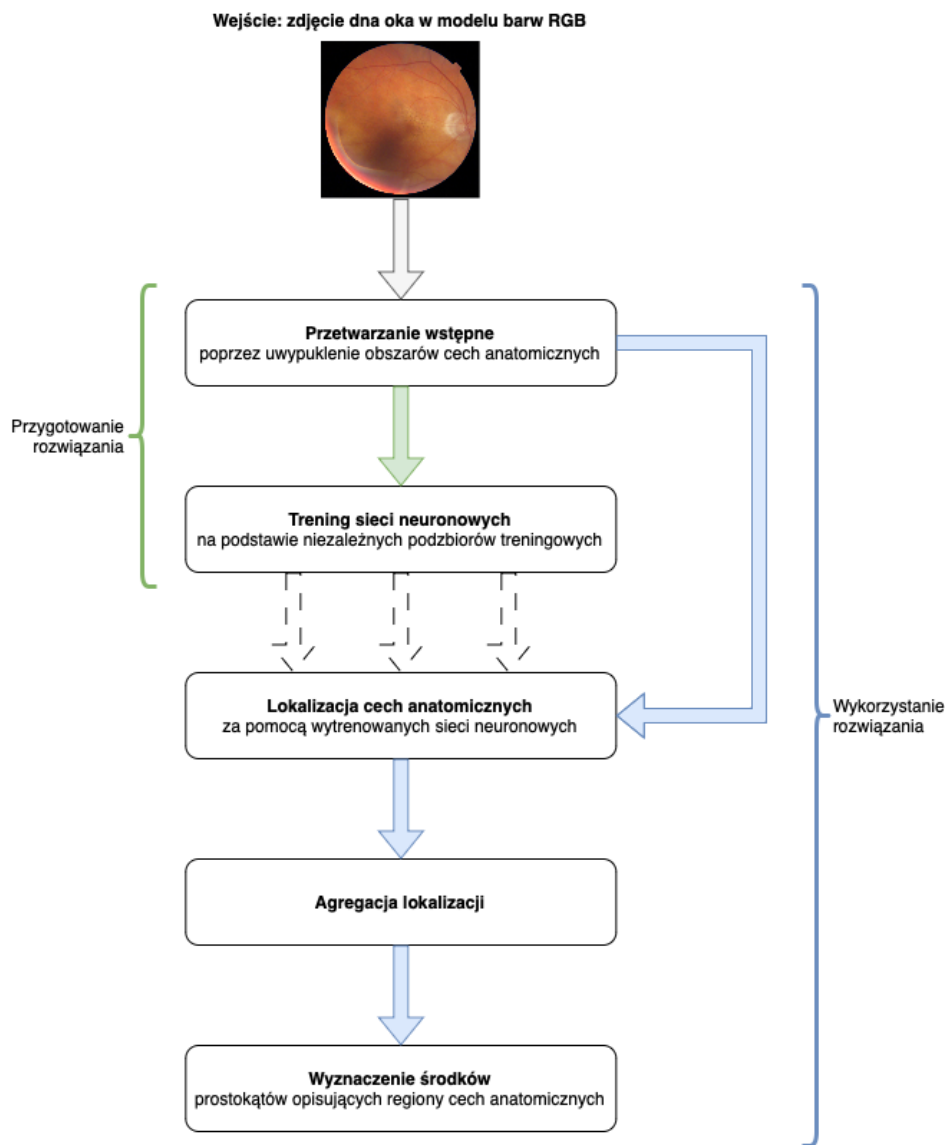 Wejście: zdjęcie dna oka w modelu barw RGB
Przetwarzanie wstępne
poprzez uwypuklenie obszarów cech anatomicznych
Przygotowanie
rozwiązania
Trening sieci neuronowych
na podstawie niezależnych podzbiorów treningowych
Lokalizacja cech anatomicznych
za pomocą wytrenowanych sieci neuronowych
Wykorzystanie
rozwiązania
Agregacja lokalizacji
Wyznaczenie środków
prostokątów opisujących regiony cech anatomicznych